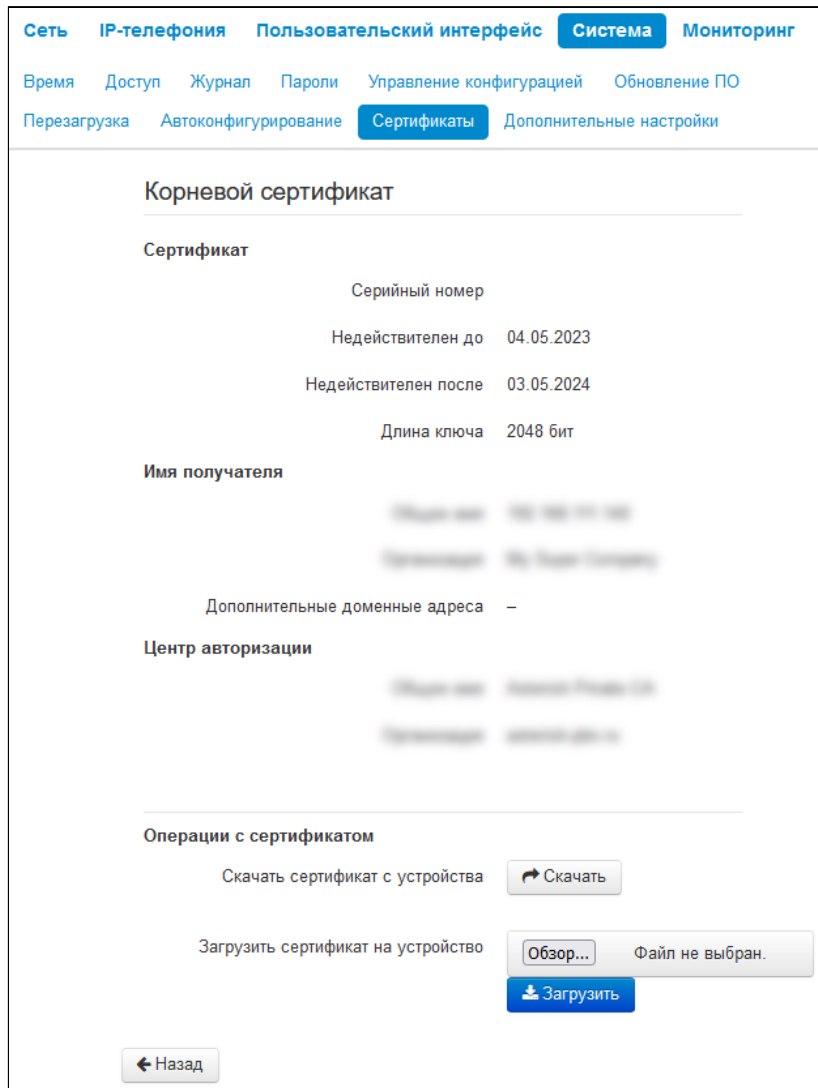 Сеть IP-телефония Пользовательский интерфейс Система Мониторинг
Время Доступ Журнал Пароли Управление конфигурацией Обновление ПО
Перезагрузка Автоконфигурирование Сертификаты Дополнительные настройки
Корневой сертификат
Сертификат
Серийный номер
Недействителен до 04.05.2023
Недействителен после 03.05.2024
Длина ключа 2048 бит
Имя получателя
Дополнительные доменные адреса –
Центр авторизации
Операции с сертификатом
Скачать сертификат с устройства Скачать
Загрузить сертификат на устройство Обзор... Файл не выбран.
Загрузить
Назад